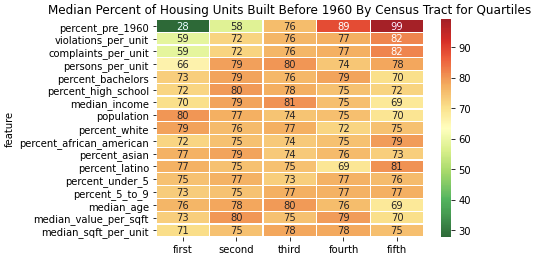 Median Percent of Housing Units Built Before 1960 By Census Tract for Quartiles
feature
percent_pre_1960 28 58 76 89 99
violations_per_unit 59 72 76 77 82
complaints_per_unit 59 72 76 77 82
persons_per_unit 66 79 80 74 78
percent_bachelors 73 79 76 79 70
percent_high_school 72 80 78 75 72
median_income 70 79 81 75 69
population 80 77 74 75 70
percent_white 79 76 77 72 75
percent_african_american 72 75 74 75 79
percent_asian 77 79 74 76 73
percent_latino 77 75 75 69 81
percent_under_5 75 77 73 77 76
percent_5_to_9 73 75 77 77 77
median_age 76 78 80 76 69
median_value_per_sqft 73 80 75 79 70
median_sqft_per_unit 71 75 78 78 75
first second third fourth fifth
90
80
70
60
50
40
30